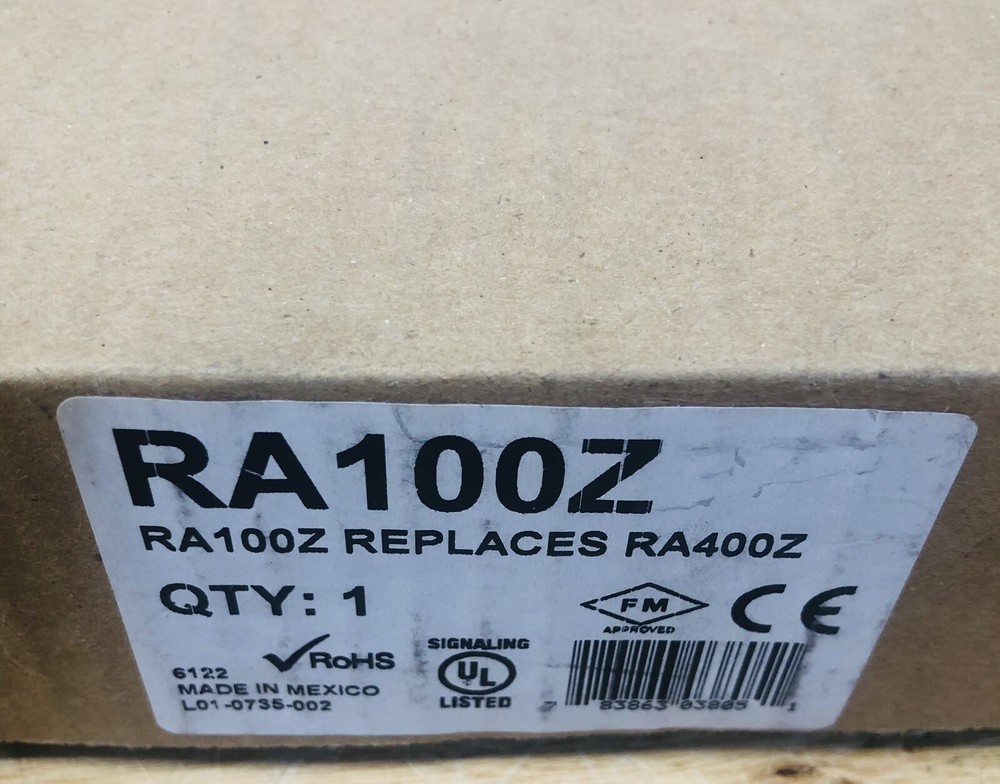 RA100Z
RA100Z REPLACES RA400Z
QTY: 1
FM
APPROVED
CE
6122
RoHS
MADE IN MEXICO
L01-0735-002
SIGNALING
UL
LISTED
7 83863 03805 1